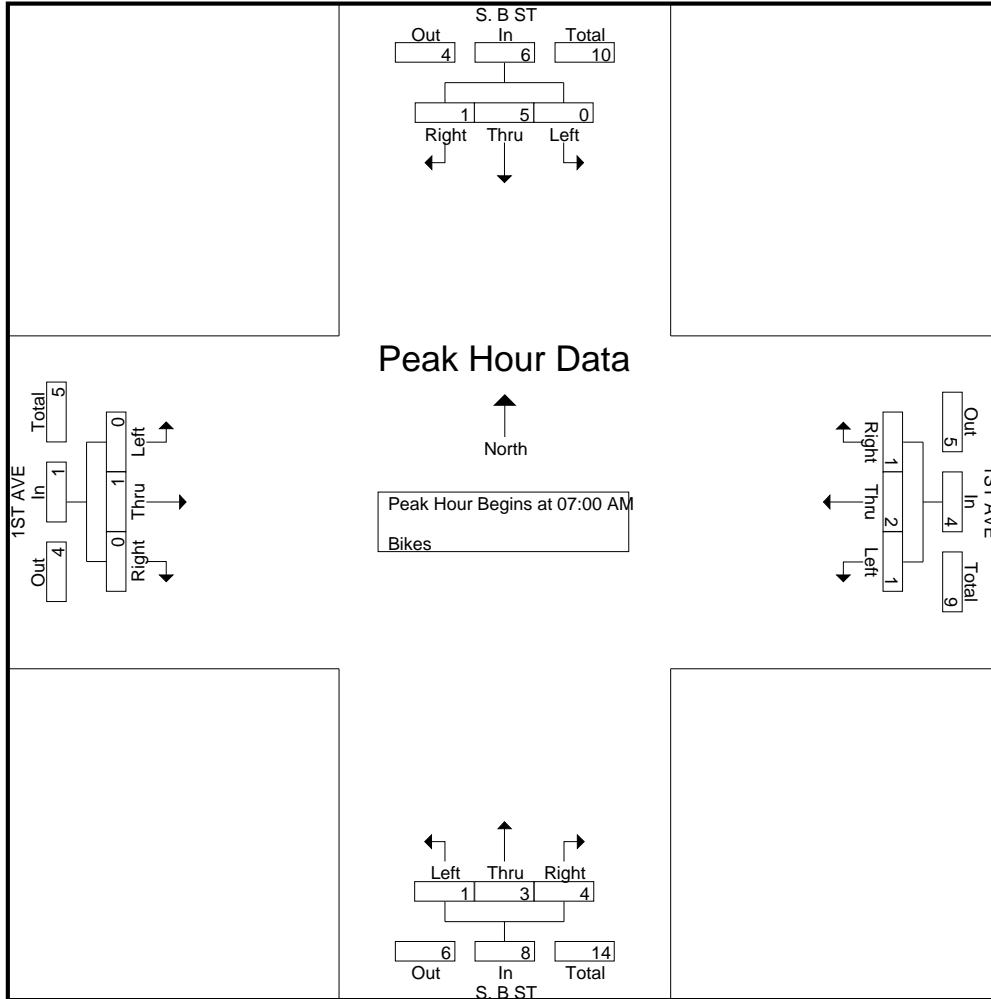 S. B ST
Out In Total
4 6 10
1 5 0
Right Thru Left
Peak Hour Data
North
Peak Hour Begins at 07:00 AM
Bikes
1ST AVE
Total In Out
5 1 4
0 1 0
Left Thru Right
Right Thru Left
1 2 1
Out In Total
5 4 9
1ST AVE
Left Thru Right
1 3 4
6 8 14
Out In Total
S. B ST